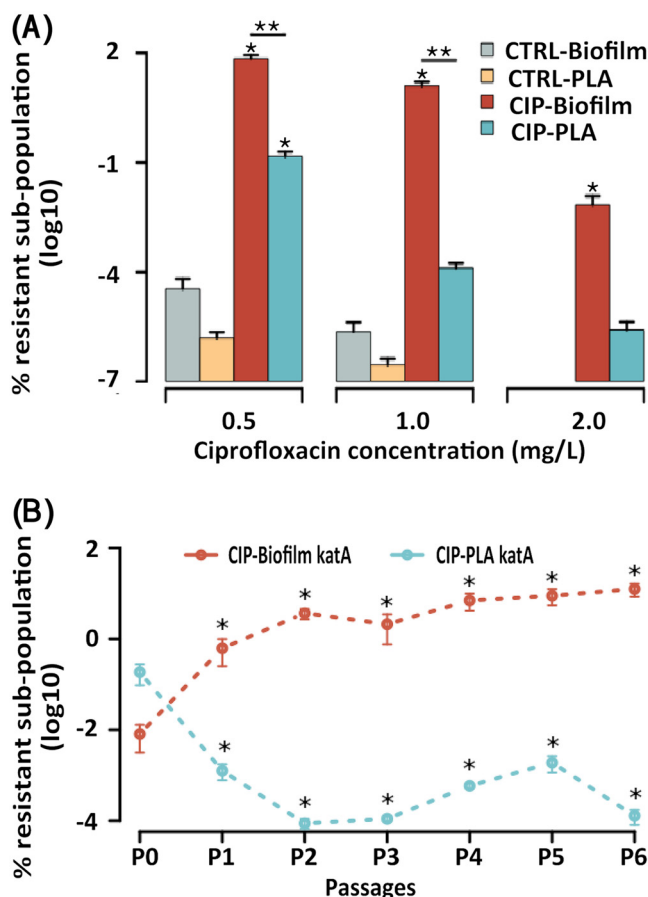 (A)
% resistant sub-population
(log10)
2
-1
-4
-7
* ** *
* **
*
CTRL-Biofilm
CTRL-PLA
CIP-Biofilm
CIP-PLA
0.5 1.0 2.0
Ciprofloxacin concentration (mg/L)
(B)
% resistant sub-population
(log10)
2
0
-2
-4
CIP-Biofilm katA CIP-PLA katA
* * * * * *
* * * * * *
P0 P1 P2 P3 P4 P5 P6
Passages